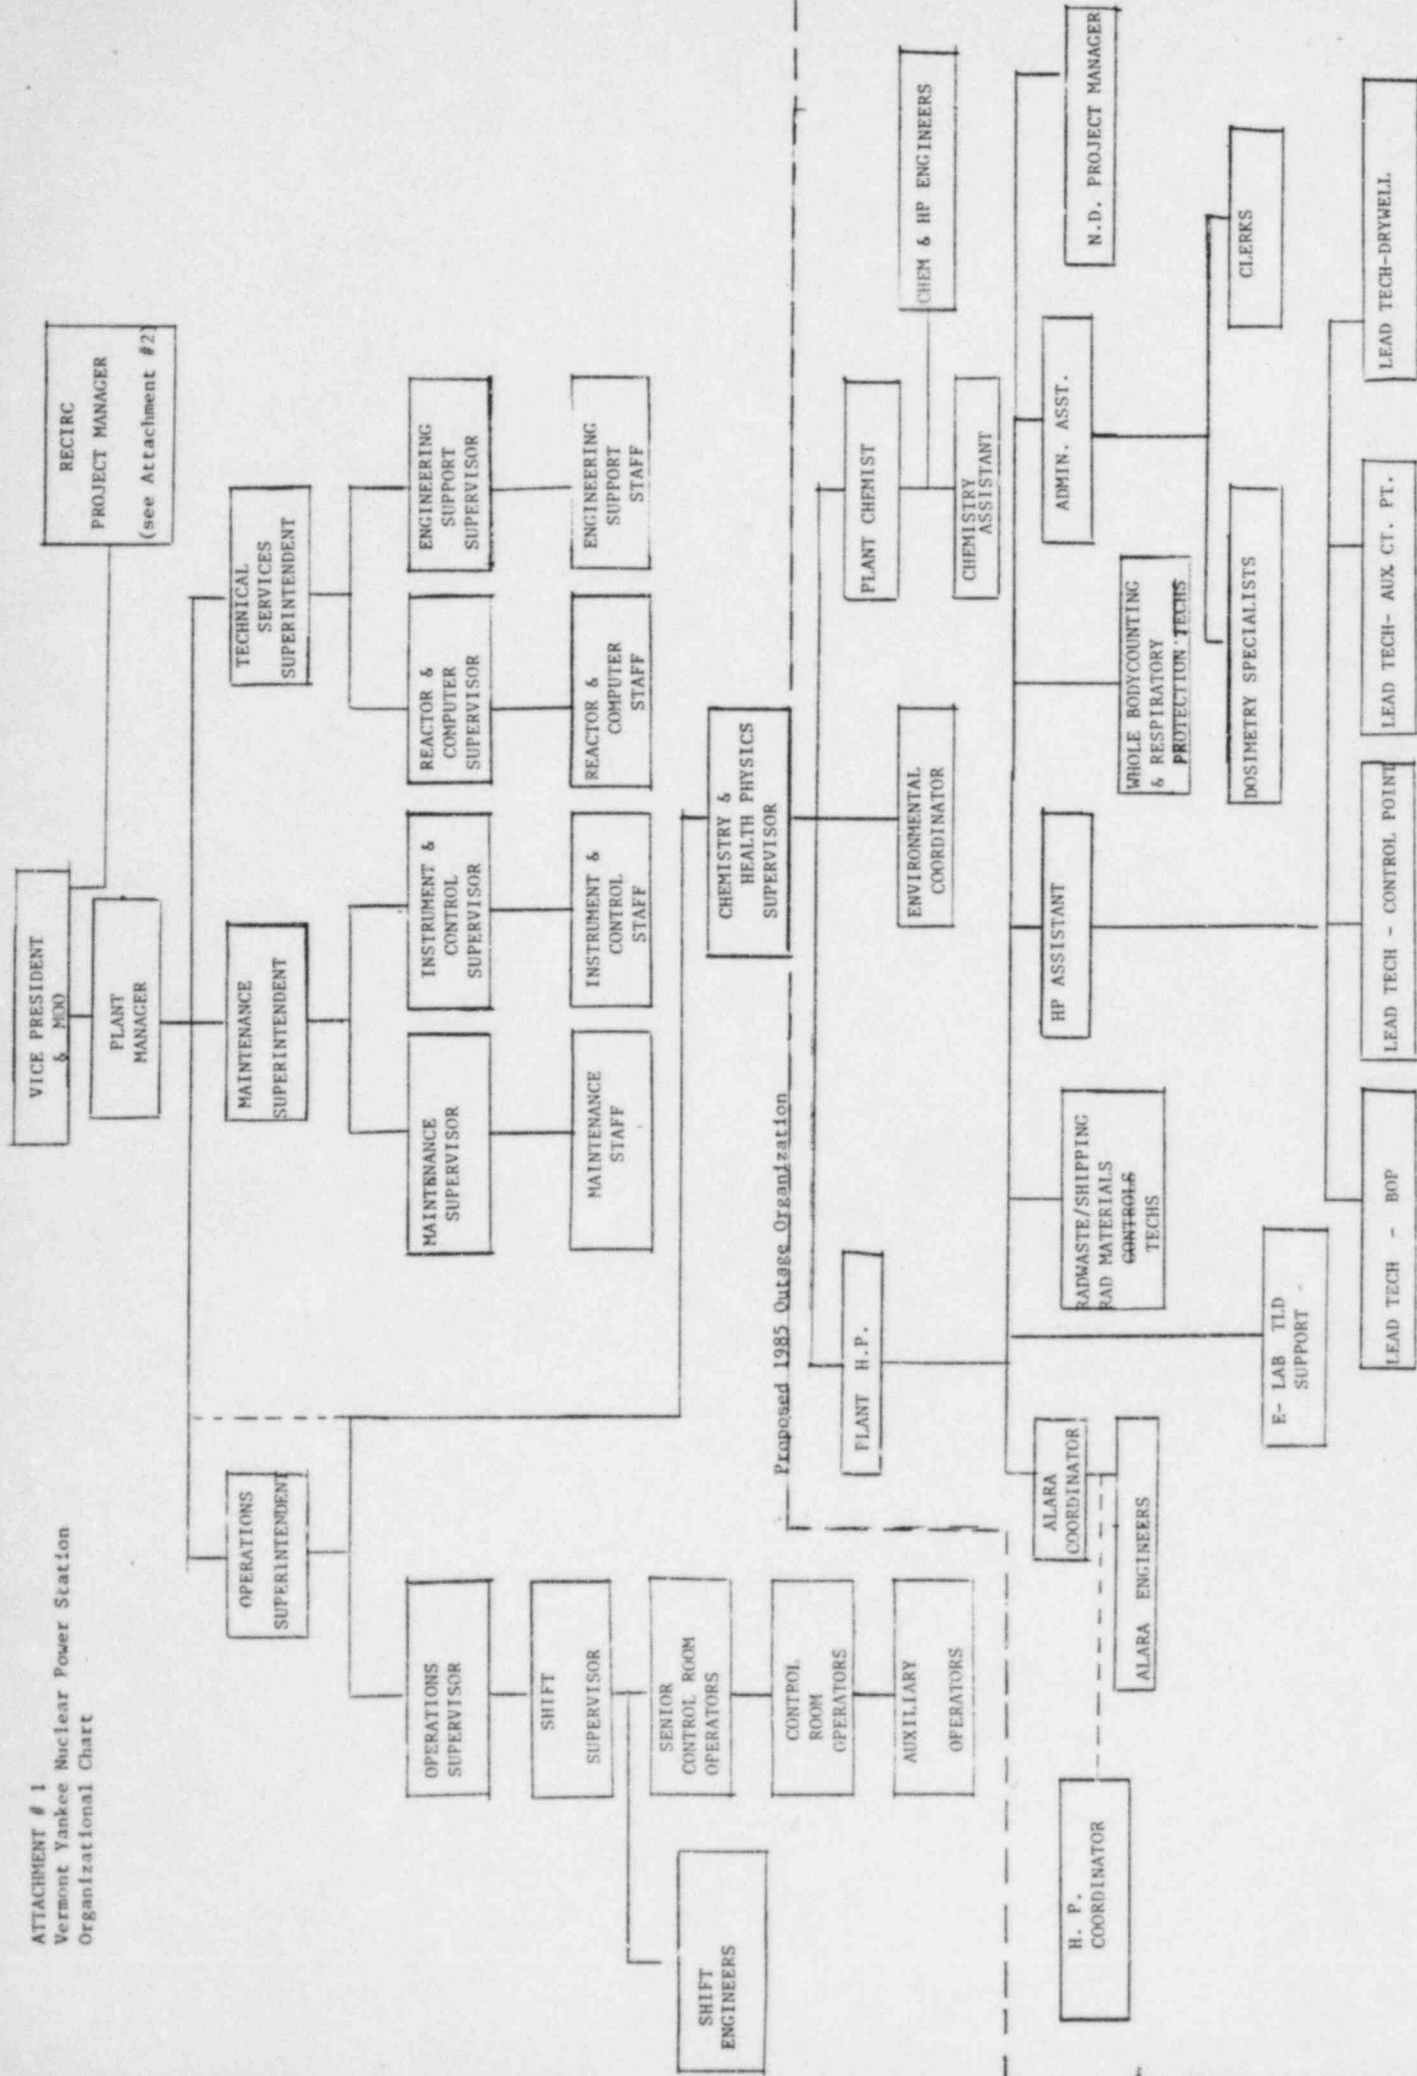 ATTACHMENT # 1
Vermont Yankee Nuclear Power Station
Organizational Chart
VICE PRESIDENT
& MOO
RECIRC
PROJECT MANAGER
(see Attachment #2)
PLANT
MANAGER
OPERATIONS
SUPERINTENDENT
MAINTENANCE
SUPERINTENDENT
TECHNICAL
SERVICES
SUPERINTENDENT
OPERATIONS
SUPERVISOR
MAINTENANCE
SUPERVISOR
INSTRUMENT &
CONTROL
SUPERVISOR
REACTOR &
COMPUTER
SUPERVISOR
ENGINEERING
SUPPORT
SUPERVISOR
SHIFT
SUPERVISOR
MAINTENANCE
STAFF
INSTRUMENT &
CONTROL
STAFF
REACTOR &
COMPUTER
STAFF
ENGINEERING
SUPPORT
STAFF
SHIFT
ENGINEERS
SENIOR
CONTROL ROOM
OPERATORS
CHEMISTRY &
HEALTH PHYSICS
SUPERVISOR
CONTROL
ROOM
OPERATORS
Proposed 1985 Outage Organization
AUXILIARY
OPERATORS
PLANT H.P.
PLANT CHEMIST
ENVIRONMENTAL
COORDINATOR
CHEM & HP ENGINEERS
CHEMISTRY
ASSISTANT
ALARA
COORDINATOR
HP ASSISTANT
ADMIN. ASST.
N.D. PROJECT MANAGER
H. P.
COORDINATOR
ALARA ENGINEERS
RADWASTE/SHIPPING
RAD MATERIALS
CONTROLS
TECHS
WHOLE BODYCOUNTING
& RESPIRATORY
PROTECTION TECHS
E- LAB TLD
SUPPORT
DOSIMETRY SPECIALISTS
CLERKS
LEAD TECH - BOP
LEAD TECH - CONTROL POINT
LEAD TECH- AUX CT. PT.
LEAD TECH-DRYWELL